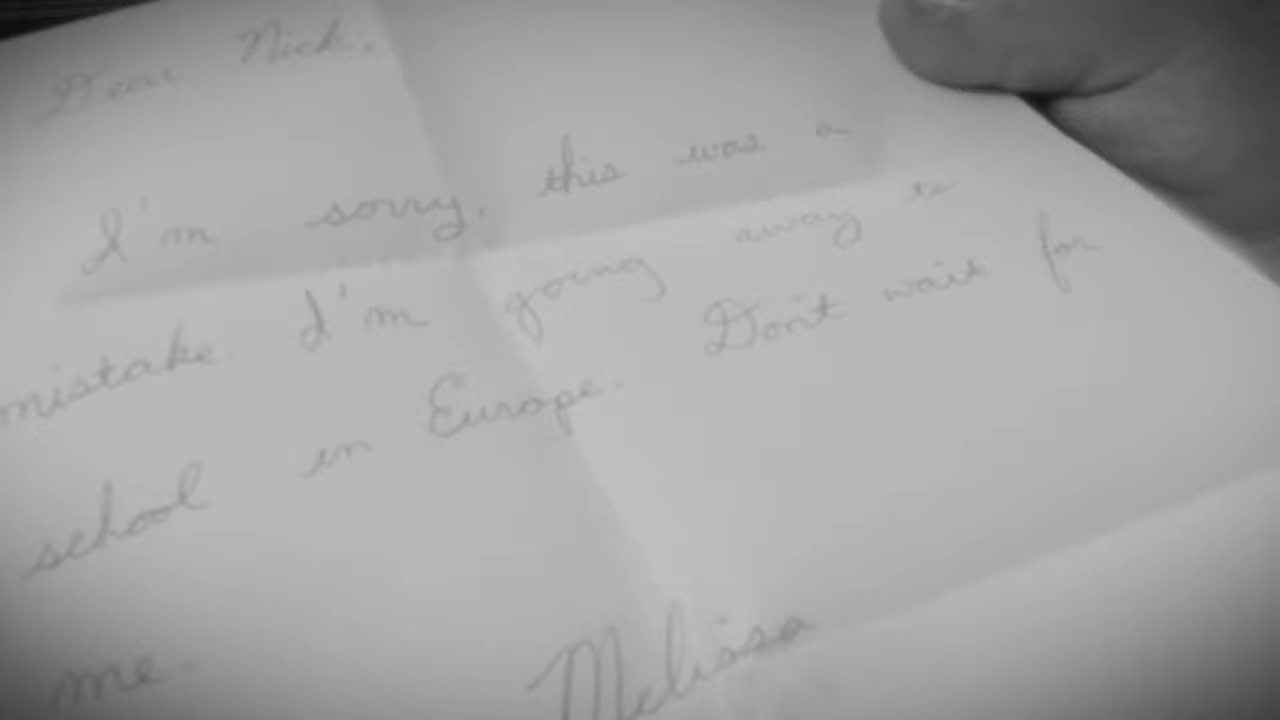 Dear Nick,
I'm sorry, this was a
mistake. I'm going away to
school in Europe. Don't wait for
me.
Melissa